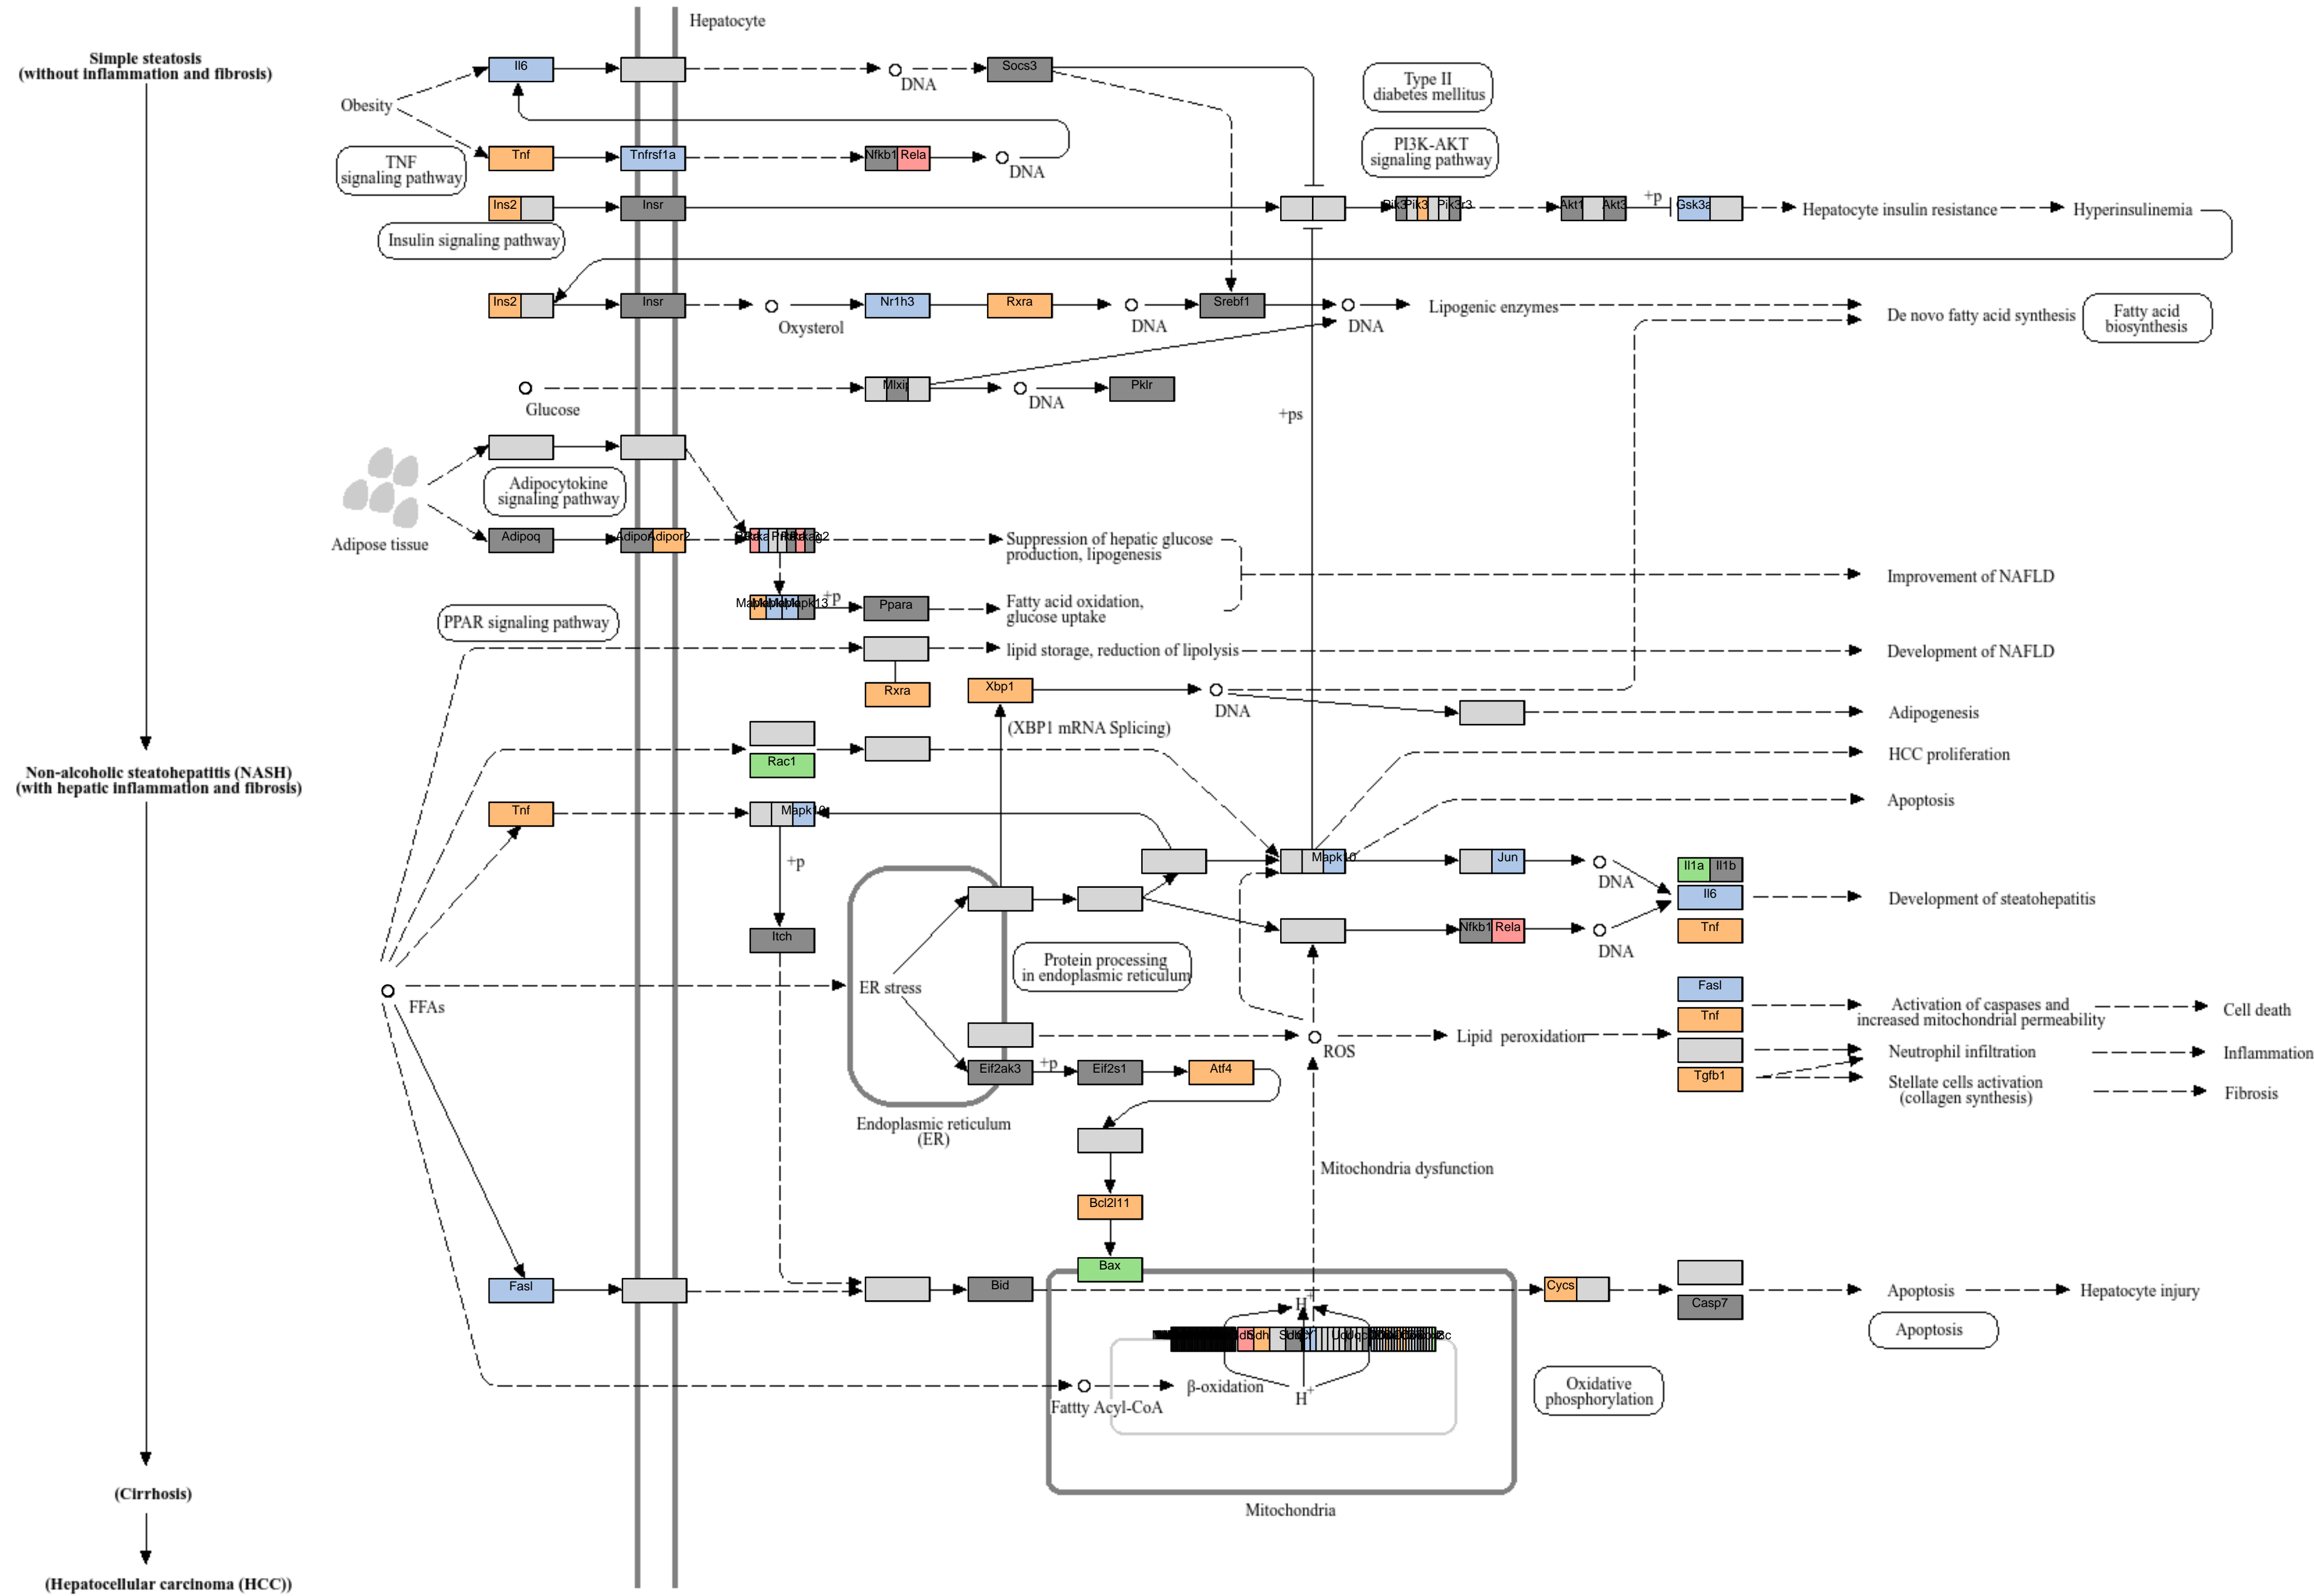 Hepatocyte
Simple steatosis
(without inflammation and fibrosis)
Il6
Socs3
DNA
Type II
diabetes mellitus
Obesity
TNF
signaling pathway
Tnf
Tnfrsf1a
Nfkb1
Rela
DNA
PI3K-AKT
signaling pathway
Ins2
Insr
Pik3r3
Akt1
Akt3
+p
Gsk3a
Hepatocyte insulin resistance
Hyperinsulinemia
Insulin signaling pathway
Ins2
Insr
Oxysterol
Nr1h3
Rxra
DNA
Srebf1
DNA
Lipogenic enzymes
De novo fatty acid synthesis
Fatty acid
biosynthesis
Glucose
Mlxip
DNA
Pklr
+ps
Adipocytokine
signaling pathway
Adipose tissue
Adipoq
Adipor2
Suppression of hepatic glucose
production, lipogenesis
Improvement of NAFLD
+p
Ppara
Fatty acid oxidation,
glucose uptake
PPAR signaling pathway
lipid storage, reduction of lipolysis
Development of NAFLD
Rxra
Xbp1
(XBP1 mRNA Splicing)
DNA
Adipogenesis
Rac1
HCC proliferation
Non-alcoholic steatohepatitis (NASH)
(with hepatic inflammation and fibrosis)
Tnf
Mapk10
Apoptosis
+p
Mapk10
Jun
DNA
Il1a
Il1b
Il6
Tnf
Development of steatohepatitis
Itch
Nfkb1
Rela
DNA
Protein processing
in endoplasmic reticulum
ER stress
FFAs
Fasl
Tnf
Activation of caspases and
increased mitochondrial permeability
Cell death
ROS
Lipid peroxidation
Neutrophil infiltration
Inflammation
Eif2ak3
+p
Eif2s1
Atf4
Tgfb1
Stellate cells activation
(collagen synthesis)
Fibrosis
Endoplasmic reticulum
(ER)
Mitochondria dysfunction
Bcl2l11
Bax
Fasl
Bid
Cycs
Casp7
Apoptosis
Hepatocyte injury
H+
Apoptosis
β-oxidation
H+
Fattty Acyl-CoA
Oxidative
phosphorylation
Mitochondria
(Cirrhosis)
(Hepatocellular carcinoma (HCC))